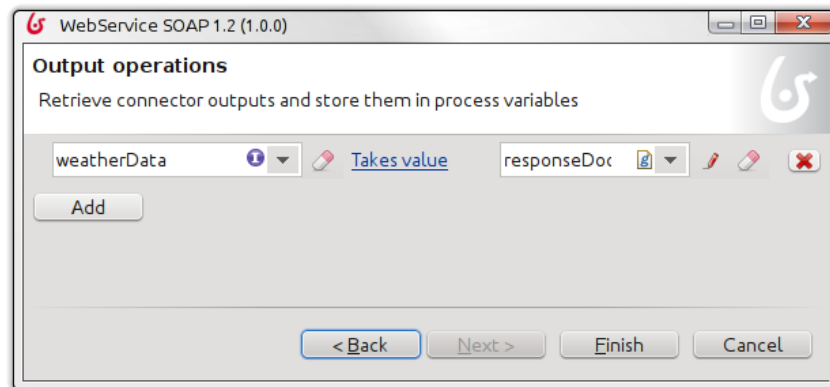 WebService SOAP 1.2 (1.0.0)
Output operations
Retrieve connector outputs and store them in process variables
weatherData Takes value responseDoc
Add
< Back Next > Finish Cancel